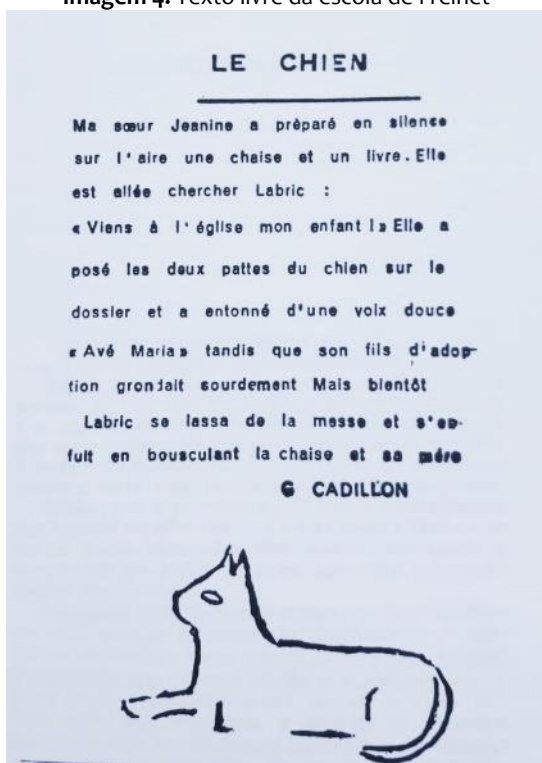 Imagem 4. Texto livre da escola de Freinet
LE CHIEN
Ma sœur Jeanine a préparé en silence
sur l'aire une chaise et un livre. Elle
est allée chercher Labric :
« Viens à l'église mon enfant ! » Elle a
posé les deux pattes du chien sur le
dossier et a entonné d'une voix douce
« Avé Maria » tandis que son fils d'adop-
tion grondait sourdement Mais bientôt
Labric se lassa de la messe et s'en-
fuit en bousculant la chaise et sa mére
G CADILLON